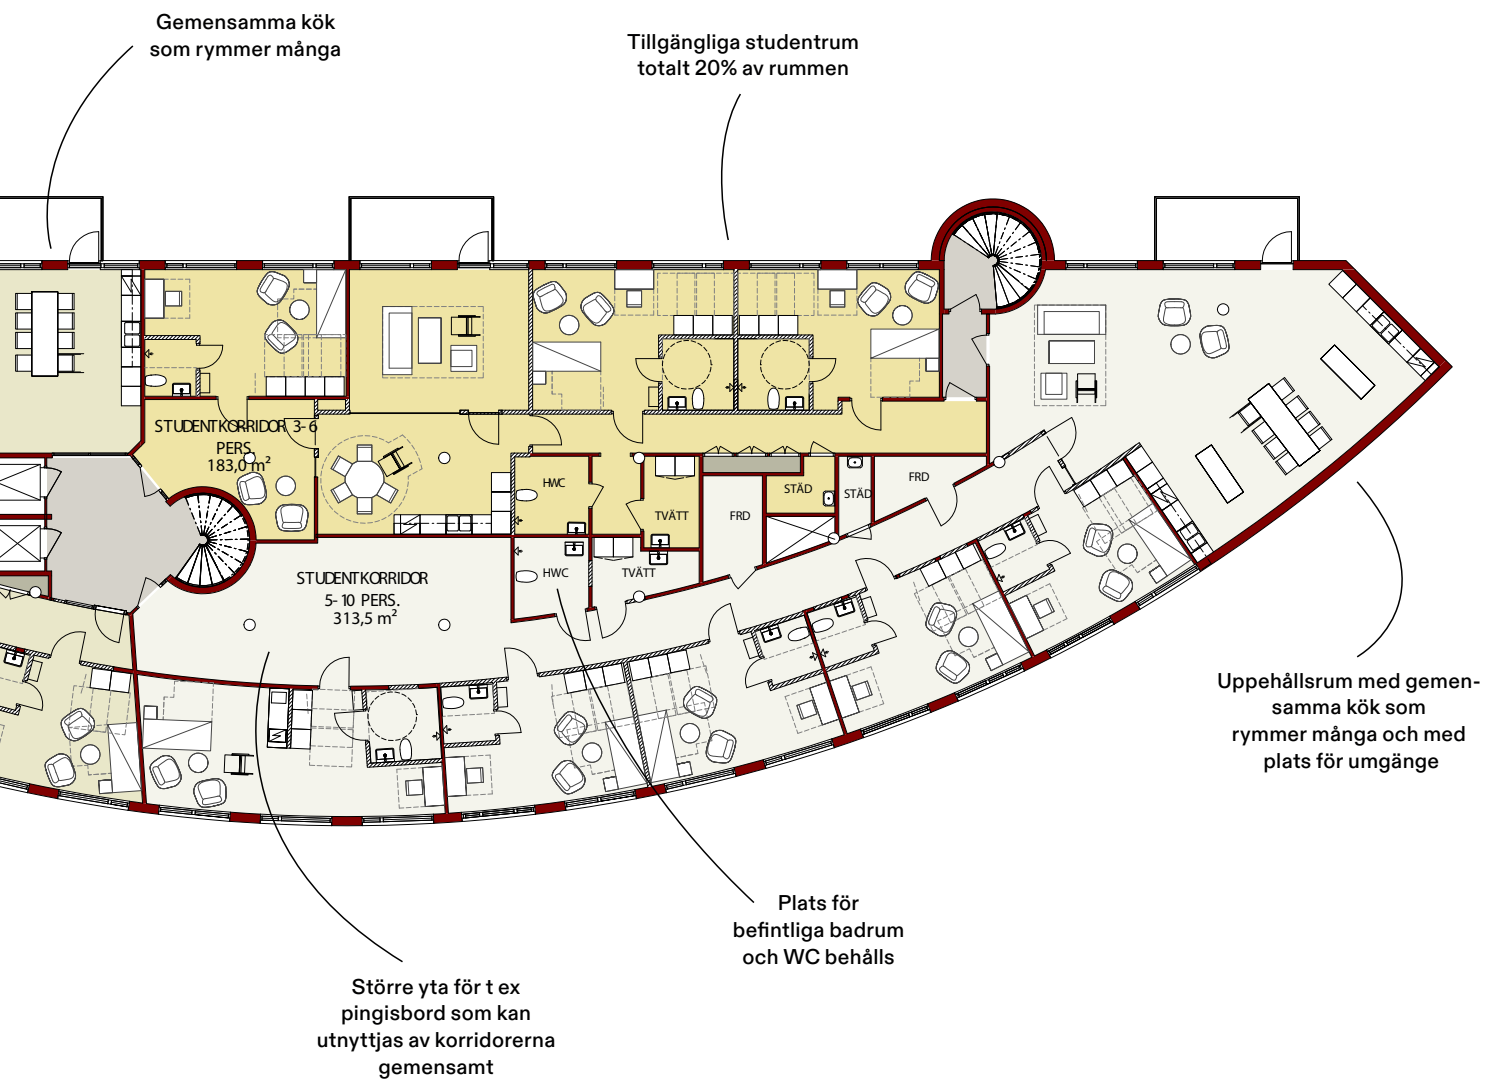 Gemensamma kök
som rymmer många
Tillgängliga studentrum
totalt 20% av rummen
STUDENTKORRIDOR 3-6
PERS.
183,0 m²
HWC
TVÄTT
FRD
STÄD
STÄD
FRD
HWC
TVÄTT
STUDENTKORRIDOR
5-10 PERS.
313,5 m²
Uppehållsrum med gemen-
samma kök som
rymmer många och med
plats för umgänge
Plats för
befintliga badrum
och WC behålls
Större yta för t ex
pingisbord som kan
utnyttjas av korridorerna
gemensamt